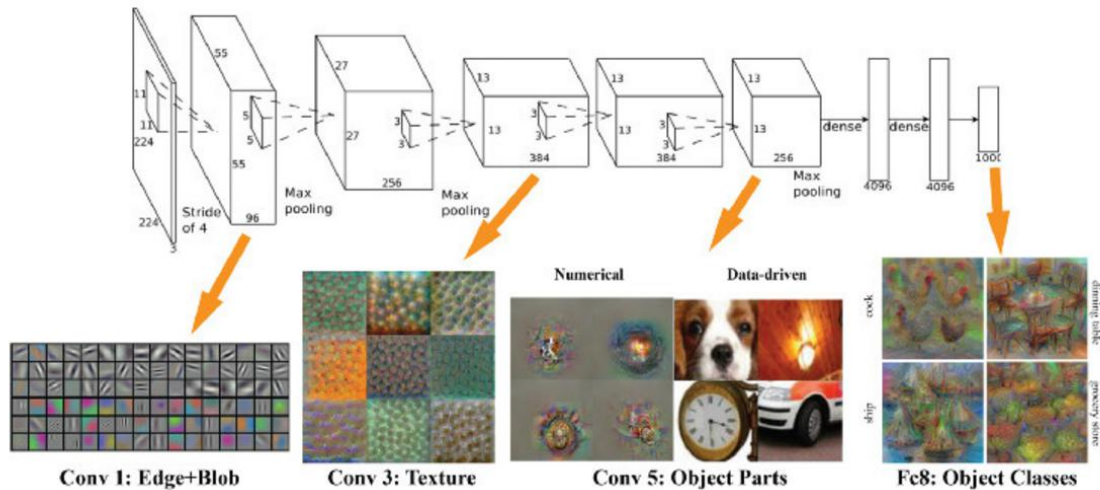 55
27
13
13
13
11
5
3
3
3
11
5
27
3
13
3
13
3
13
dense
dense
224
55
384
384
256
1000
Max
pooling
256
Max
pooling
Max
pooling
4096
4096
224
Stride
of 4
96
3
Numerical
Data-driven
cock
dinning table
ship
grocery store
Conv 1: Edge+Blob
Conv 3: Texture
Conv 5: Object Parts
Fc8: Object Classes